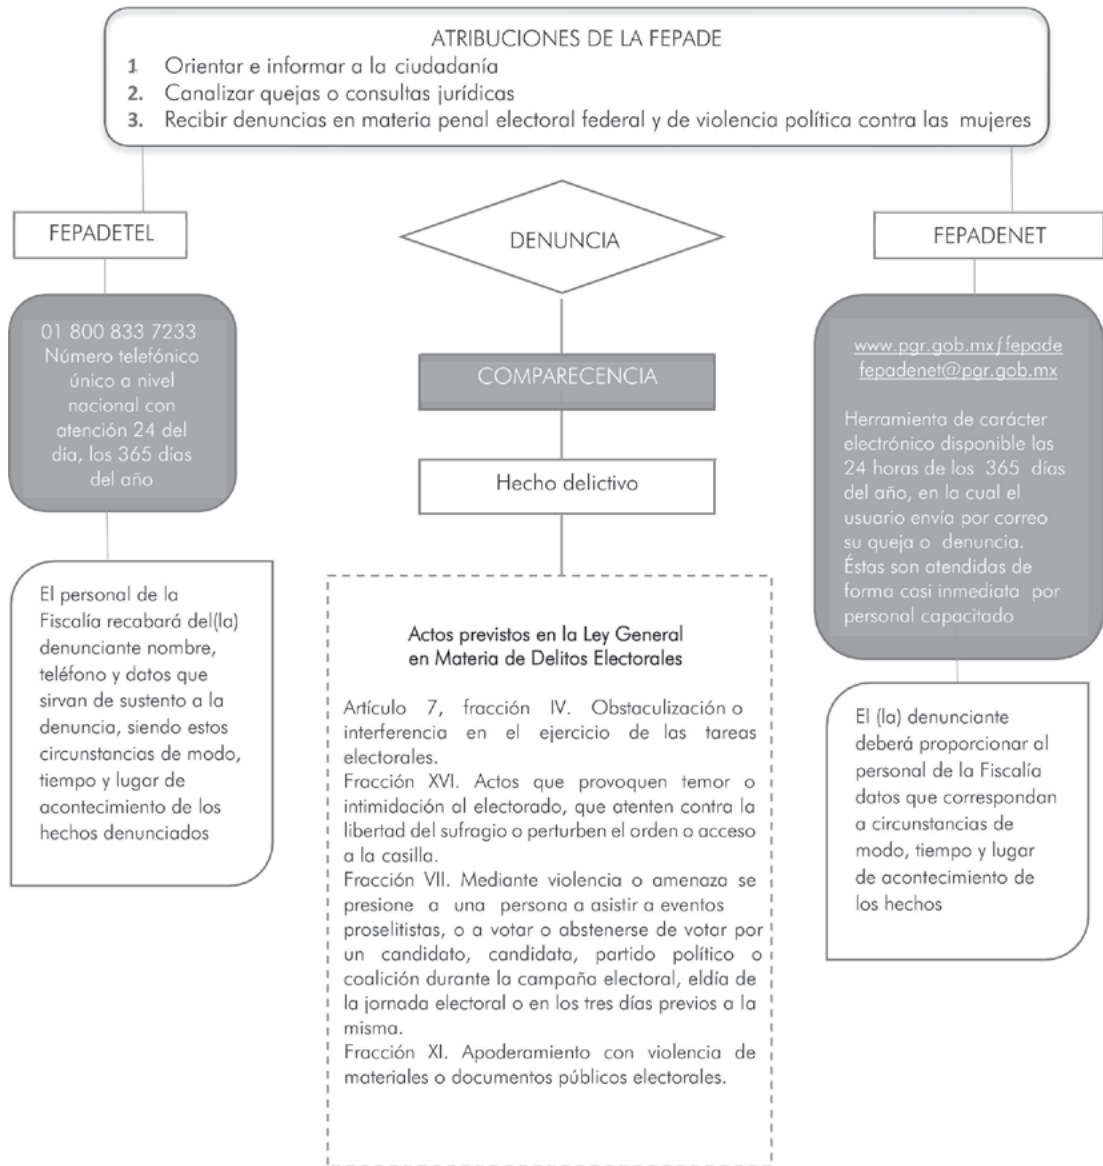 ATRIBUCIONES DE LA FEPADE
1 Orientar e informar a la ciudadanía
2. Canalizar quejas o consultas jurídicas
3. Recibir denuncias en materia penal electoral federal y de violencia política contra las mujeres
FEPADETEL
01 800 833 7233
Número telefónico
único a nivel
nacional con
atención 24 del
día, los 365 días
del año
El personal de la
Fiscalía recabará del(la)
denunciante nombre,
teléfono y datos que
sirvan de sustento a la
denuncia, siendo estos
circunstancias de modo,
tiempo y lugar de
acontecimiento de los
hechos denunciados
DENUNCIA
COMPARECENCIA
Hecho delictivo
Actos previstos en la Ley General
en Materia de Delitos Electorales
Artículo 7, fracción IV. Obstaculización o
interferencia en el ejercicio de las tareas
electorales.
Fracción XVI. Actos que provoquen temor o
intimidación al electorado, que atenten contra la
libertad del sufragio o perturben el orden o acceso
a la casilla.
Fracción VII. Mediante violencia o amenaza se
presione a una persona a asistir a eventos
proselitistas, o a votar o abstenerse de votar por
un candidato, candidata, partido político o
coalición durante la campaña electoral, eldía de
la jornada electoral o en los tres días previos a la
misma.
Fracción XI. Apoderamiento con violencia de
materiales o documentos públicos electorales.
FEPADENET
www.pgr.gob.mx/fepade
fepadenet@pgr.gob.mx
Herramienta de carácter
electrónico disponible las
24 horas de los 365 días
del año, en la cual el
usuario envía por correo
su queja o denuncia.
Éstas son atendidas de
forma casi inmediata por
personal capacitado
El (la) denunciante
deberá proporcionar al
personal de la Fiscalía
datos que correspondan
a circunstancias de
modo, tiempo y lugar
de acontecimiento de
los hechos